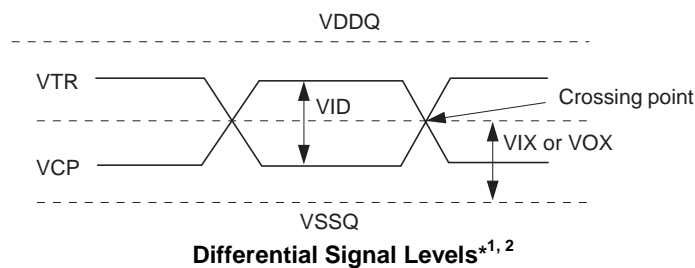 VDDQ
VTR
VID
Crossing point
VIX or VOX
VCP
VSSQ
Differential Signal Levels*1, 2